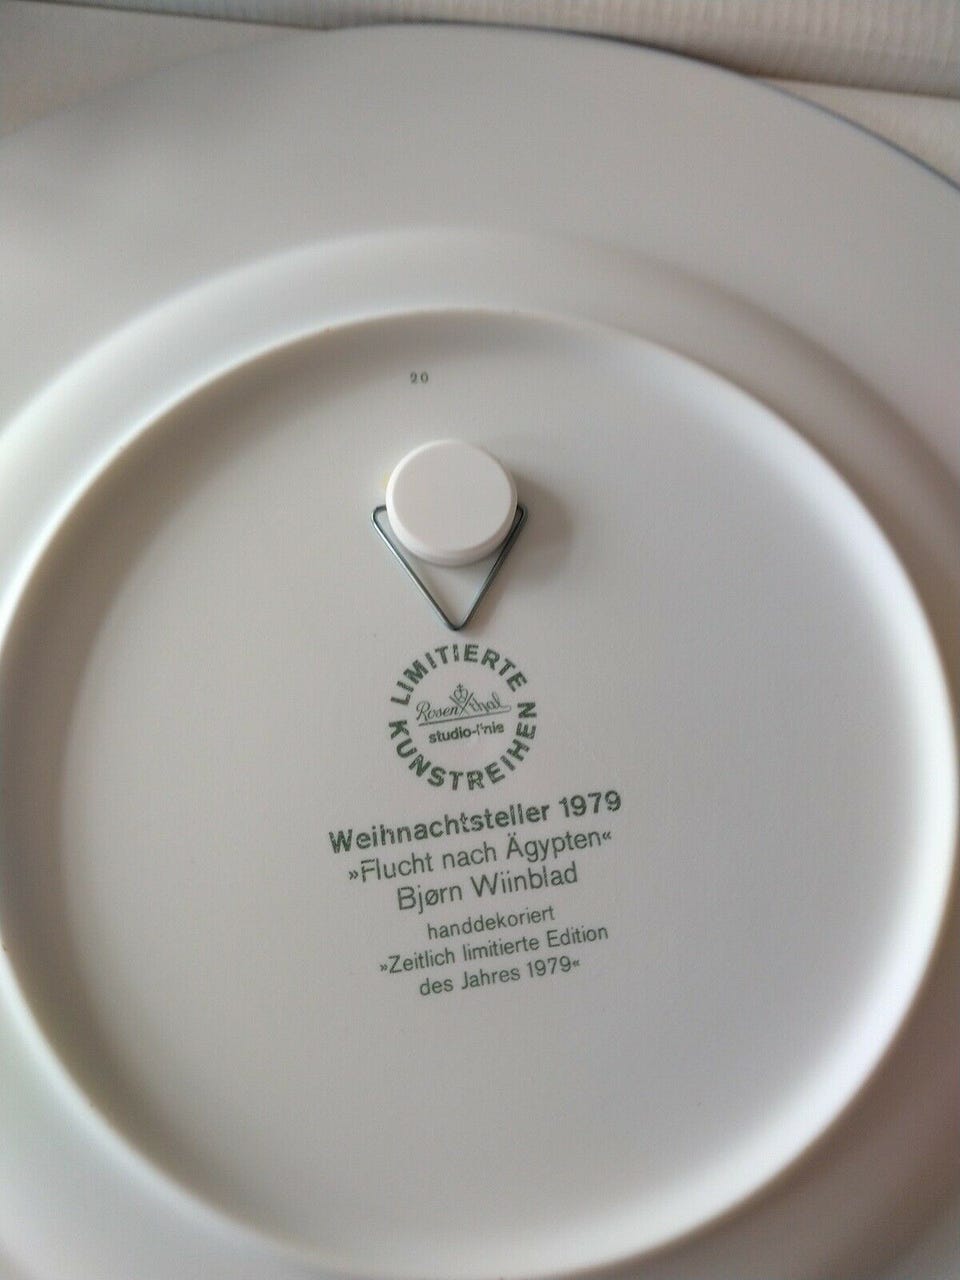 20
LIMITIERTE
Rosenthal
studio-linie
KUNSTREIHEN
Weihnachtsteller 1979
»Flucht nach Ägypten«
Bjørn Wiinblad
handdekoriert
»Zeitlich limitierte Edition
des Jahres 1979«